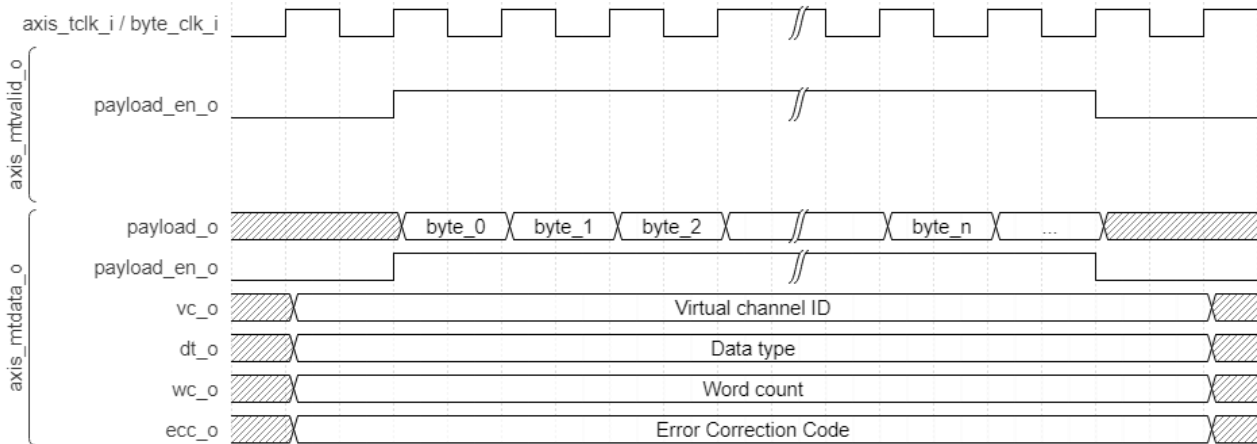 axis_tclk_i / byte_clk_i
axis_mtvalid_o
payload_en_o
axis_mtdata_o
payload_o byte_0 byte_1 byte_2 byte_n ...
payload_en_o
vc_o Virtual channel ID
dt_o Data type
wc_o Word count
ecc_o Error Correction Code